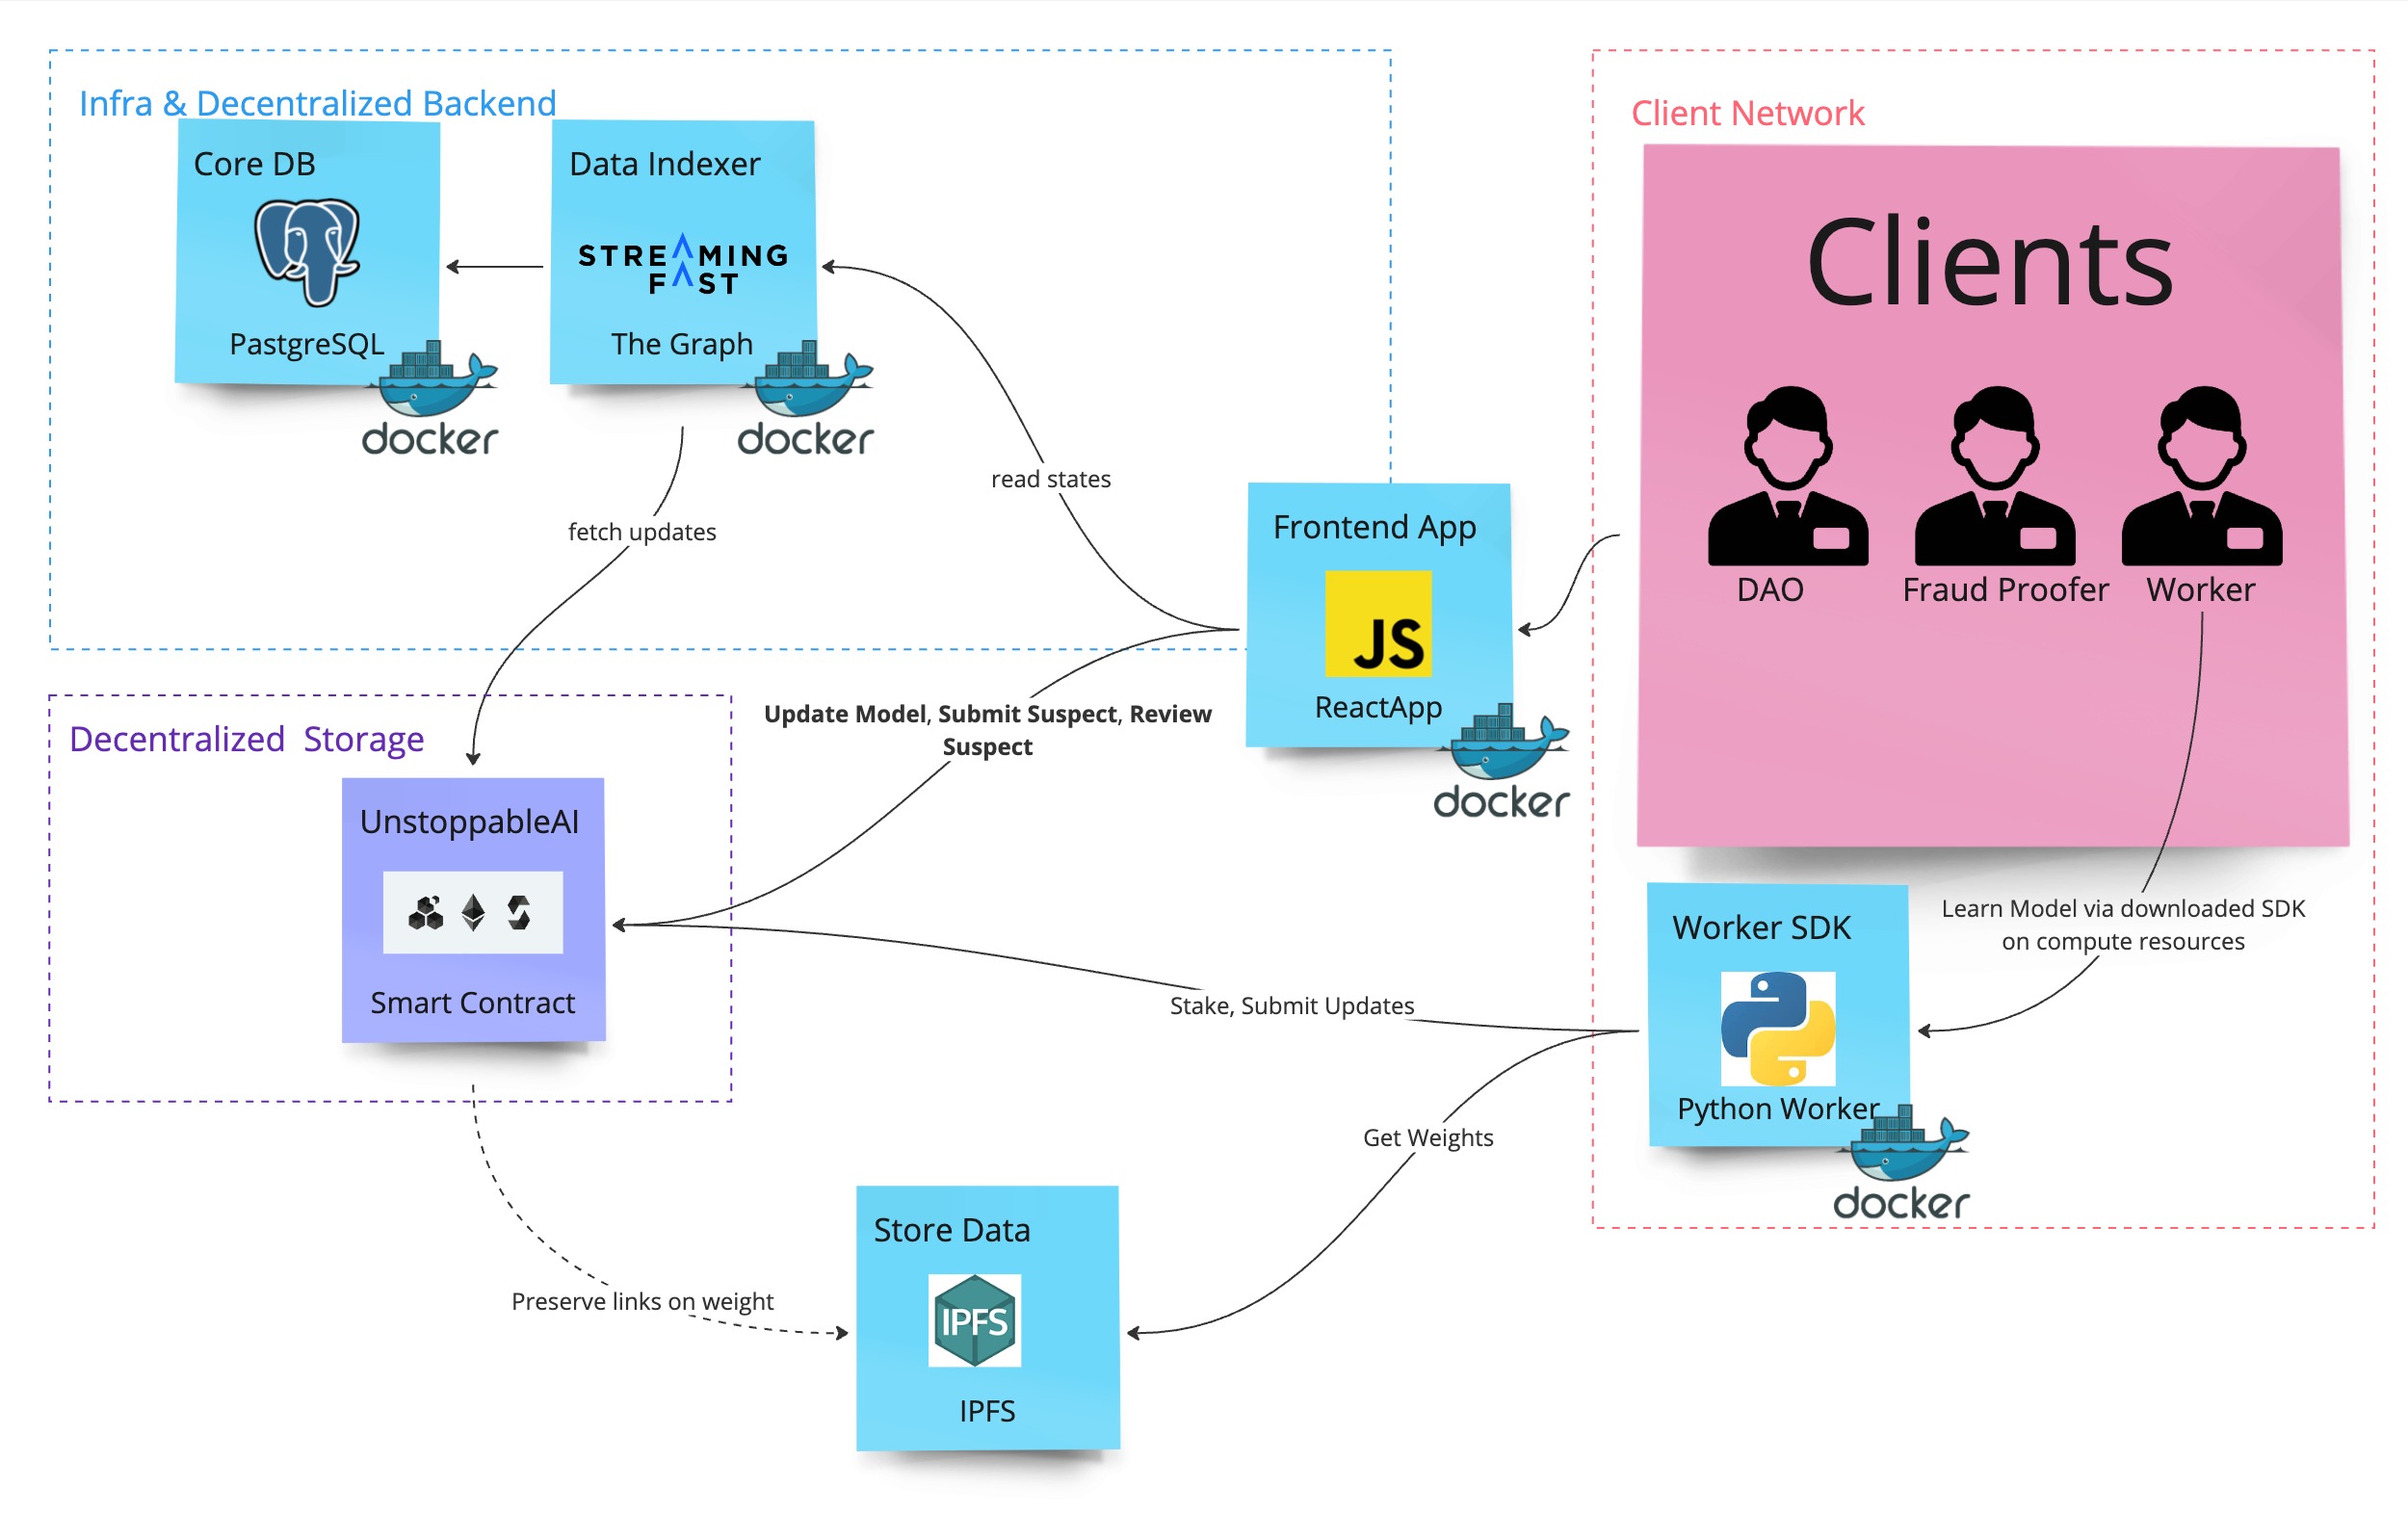 Infra & Decentralized Backend
Core DB
PastgreSQL
docker
Data Indexer
STREAMING
FAST
The Graph
docker
read states
fetch updates
Frontend App
JS
ReactApp
docker
Client Network
Clients
DAO
Fraud Proofer
Worker
Learn Model via downloaded SDK
on compute resources
Worker SDK
Python Worker
docker
Update Model, Submit Suspect, Review
Suspect
Decentralized Storage
UnstoppableAI
Smart Contract
Stake, Submit Updates
Get Weights
Preserve links on weight
Store Data
IPFS
IPFS